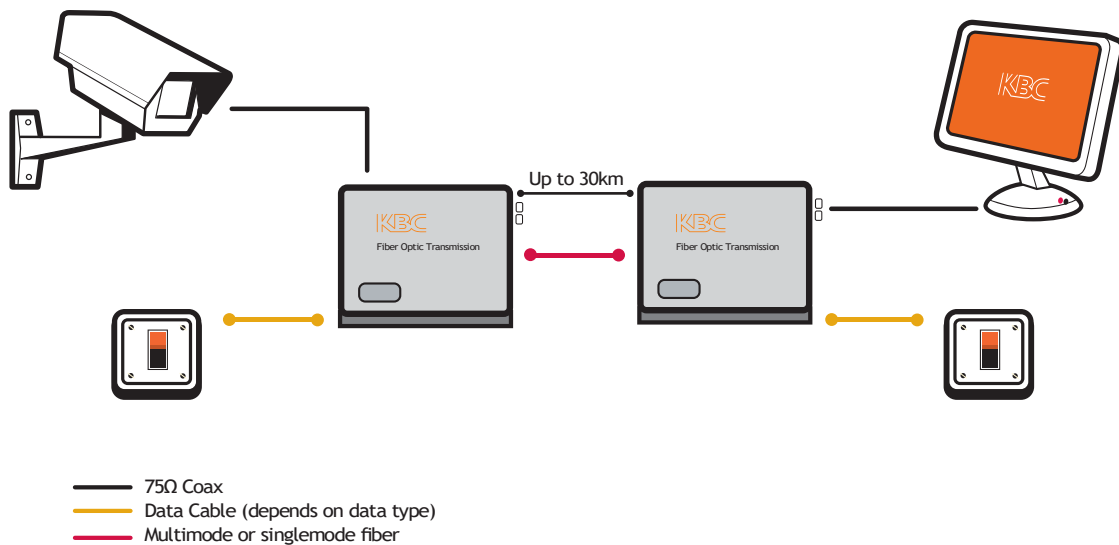 KBC
Up to 30km
KBC
Fiber Optic Transmission
KBC
Fiber Optic Transmission
75Ω Coax
Data Cable (depends on data type)
Multimode or singlemode fiber